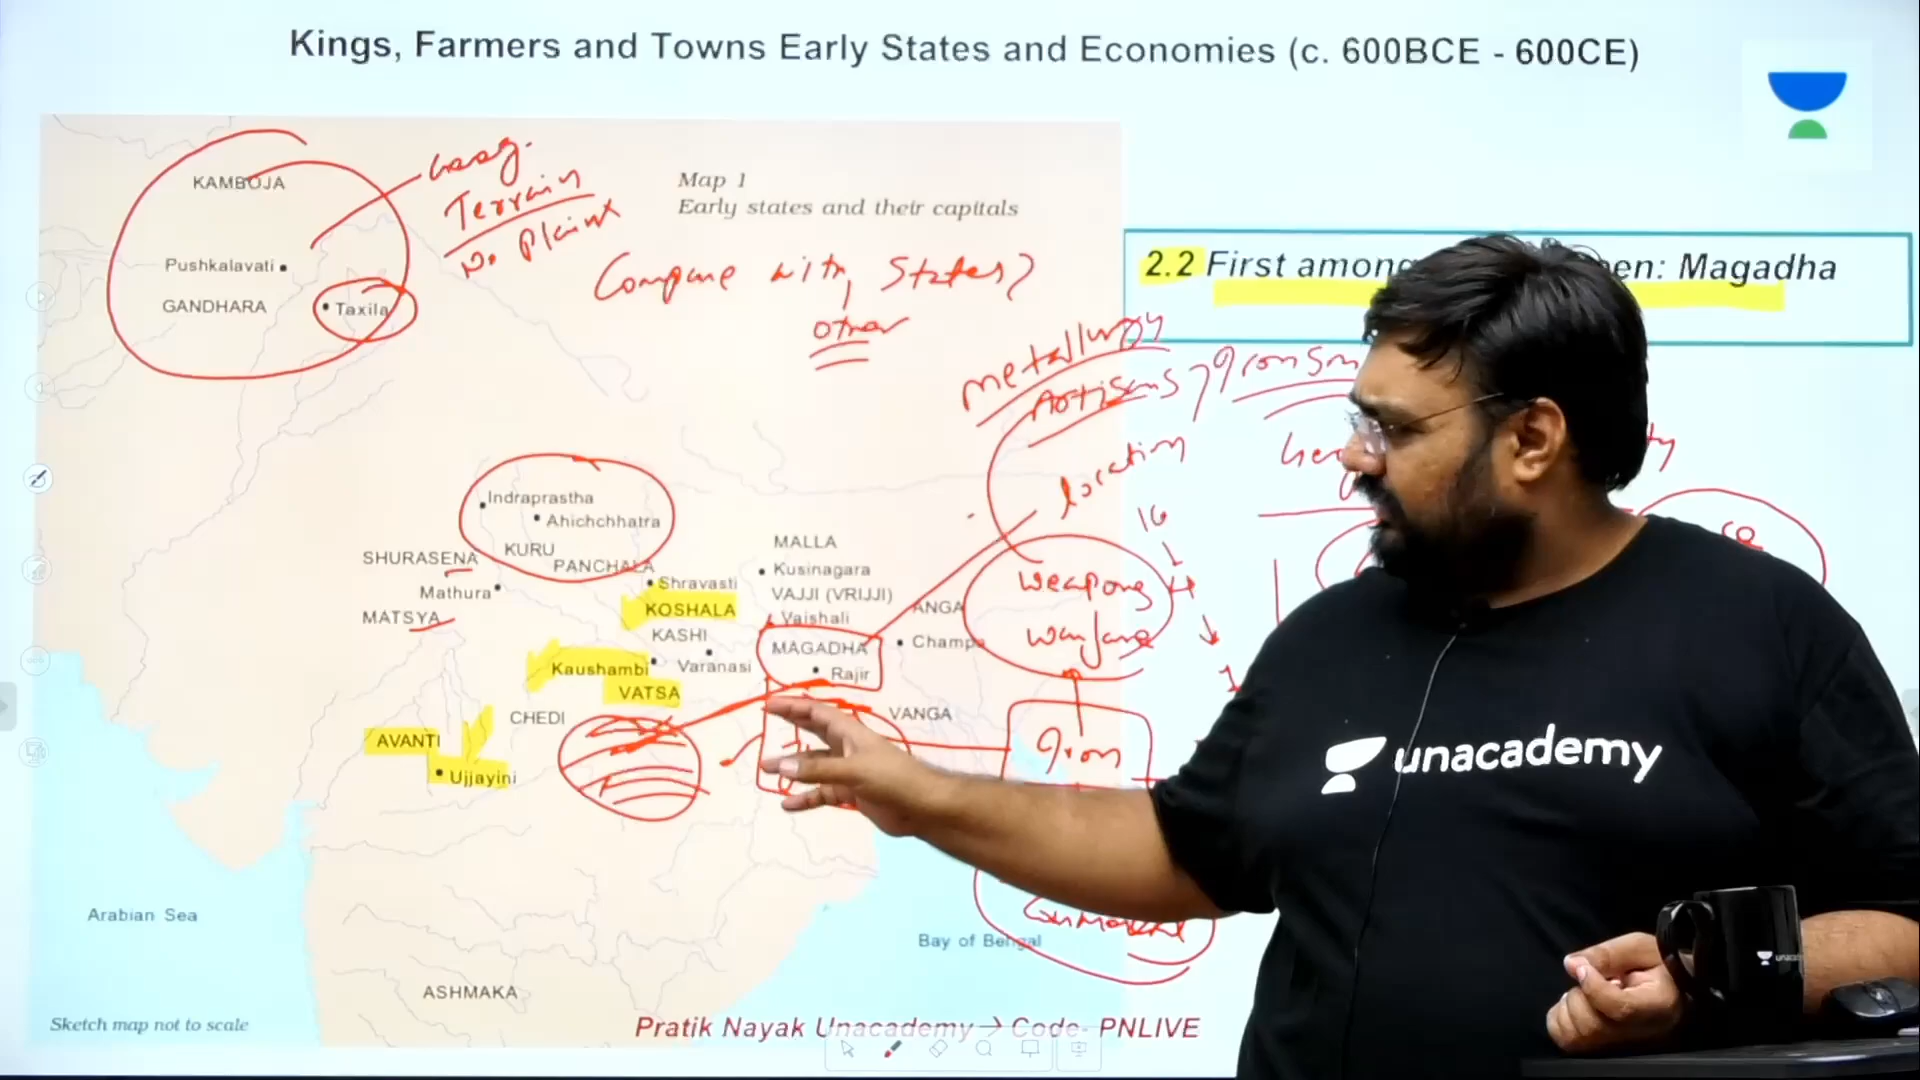 Kings, Farmers and Towns Early States and Economies (c. 600BCE - 600CE)
KAMBOJA
Geog.
Terrain
No Plains
Map 1
Early states and their capitals
Pushkalavati
GANDHARA
Taxila
Compare with States?
other
2.2 First among
en: Magadha
metallurgy
Artisans
location
16
Indraprastha
Ahichchhatra
KURU
PANCHALA
SHURASENA
Mathura
MATSYA
MALLA
Kusinagara
Shravasti
VAJJI (VRIJJI)
KOSHALA
Vaishali
ANGA
KASHI
MAGADHA
Champa
Kaushambi
Varanasi
Rajir
VATSA
weapons
warfare
1
CHEDI
VANGA
AVANTI
Ujjayini
Iron
unacademy
Arabian Sea
Bay of Bengal
ASHMAKA
Sketch map not to scale
Pratik Nayak Unacademy → Code- PNLIVE